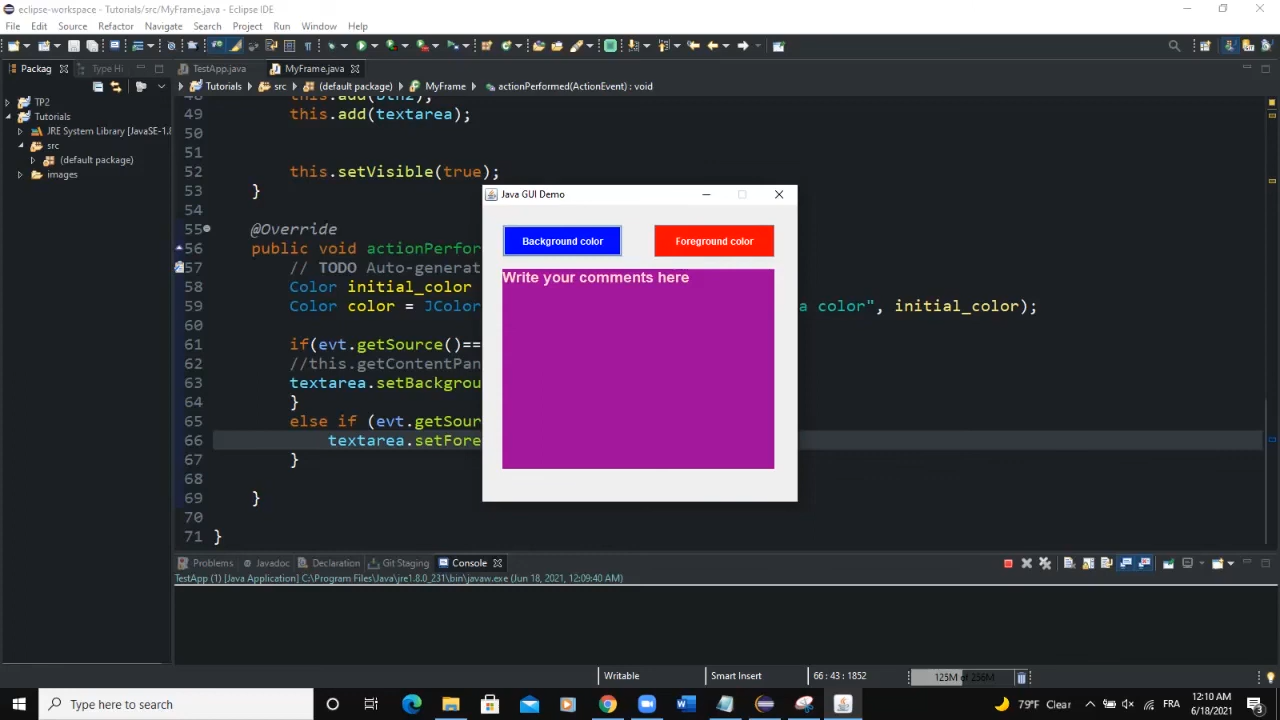 eclipse-workspace - Tutorials/src/MyFrame.java - Eclipse IDE
File Edit Source Refactor Navigate Search Project Run Window Help
Packag Type Hi TestApp.java MyFrame.java
Tutorials src (default package) MyFrame actionPerformed(ActionEvent) : void
TP2
Tutorials
JRE System Library [JavaSE-1.
src
(default package)
images
48 this.add(btn2);
49 this.add(textarea);
50
51
52 this.setVisible(true);
53 }
54
55 @Override
56 public void actionPerfor
57 // TODO Auto-generat
58 Color initial_color
59 Color color = JColor a color", initial_color);
60
61 if(evt.getSource()==
62 //this.getContentPan
63 textarea.setBackgrou
64 }
65 else if (evt.getSour
66 textarea.setFore
67 }
68
69 }
70
71 }
Java GUI Demo
Background color Foreground color
Write your comments here
Problems Javadoc Declaration Git Staging Console
TestApp (1) [Java Application] C:\Program Files\Java\jre1.8.0_231\bin\javaw.exe (Jun 18, 2021, 12:09:40 AM)
Writable Smart Insert 66 : 43 : 1852 125M of 256M
Type here to search
79°F Clear FRA 12:10 AM
6/18/2021
3